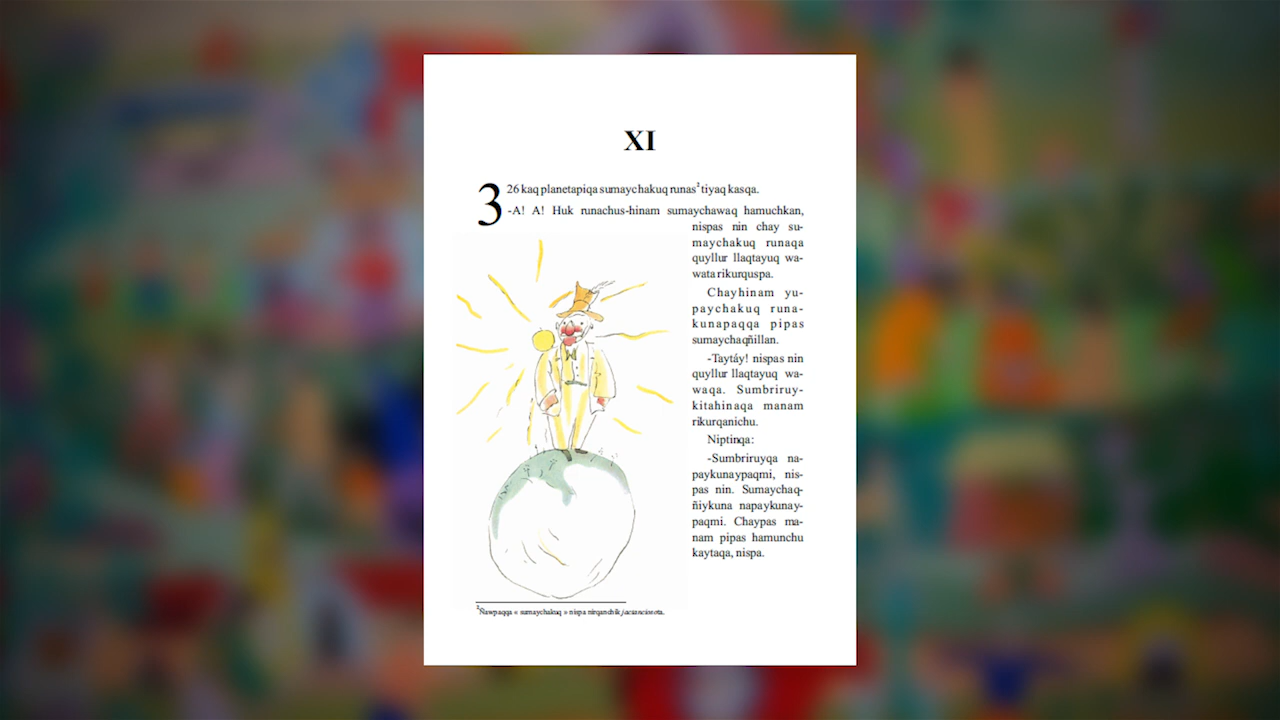 XI
326 kaq planetapiqa sumaychakuq runas² tiyaq kasqa.
-A! A! Huk runachus-hinam sumaychawaq hamuchkan,
nispas nin chay su-
maychakuq runaqa
quyllur llaqtayuq wa-
wata rikurquspa.
Chayhinam yu-
paychakuq runa-
kunapaqqa pipas
sumaychaqñillan.
-Taytáy! nispas nin
quyllur llaqtayuq wa-
waqa. Sumbriruy-
kitahinaqa manam
rikurqanichu.
Niptinqa:
-Sumbriruyqa na-
paykunaypaqmi, nis-
pas nin. Sumaychaq-
ñiykuna napaykunay-
paqmi. Chaypas ma-
nam pipas hamunchu
kaytaqa, nispa.
²Ñawpaqqa « sumaychakuq » nispa nirqanchik